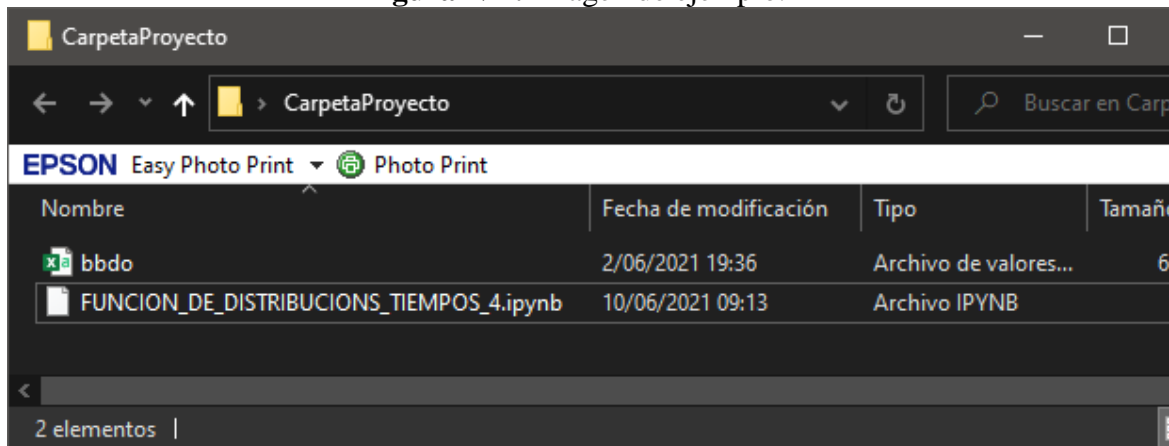 CarpetaProyecto
CarpetaProyecto
Buscar en Carp
EPSON Easy Photo Print Photo Print
Nombre Fecha de modificación Tipo Tamañ
bbdo 2/06/2021 19:36 Archivo de valores... 6
FUNCION_DE_DISTRIBUCIONS_TIEMPOS_4.ipynb 10/06/2021 09:13 Archivo IPYNB
2 elementos